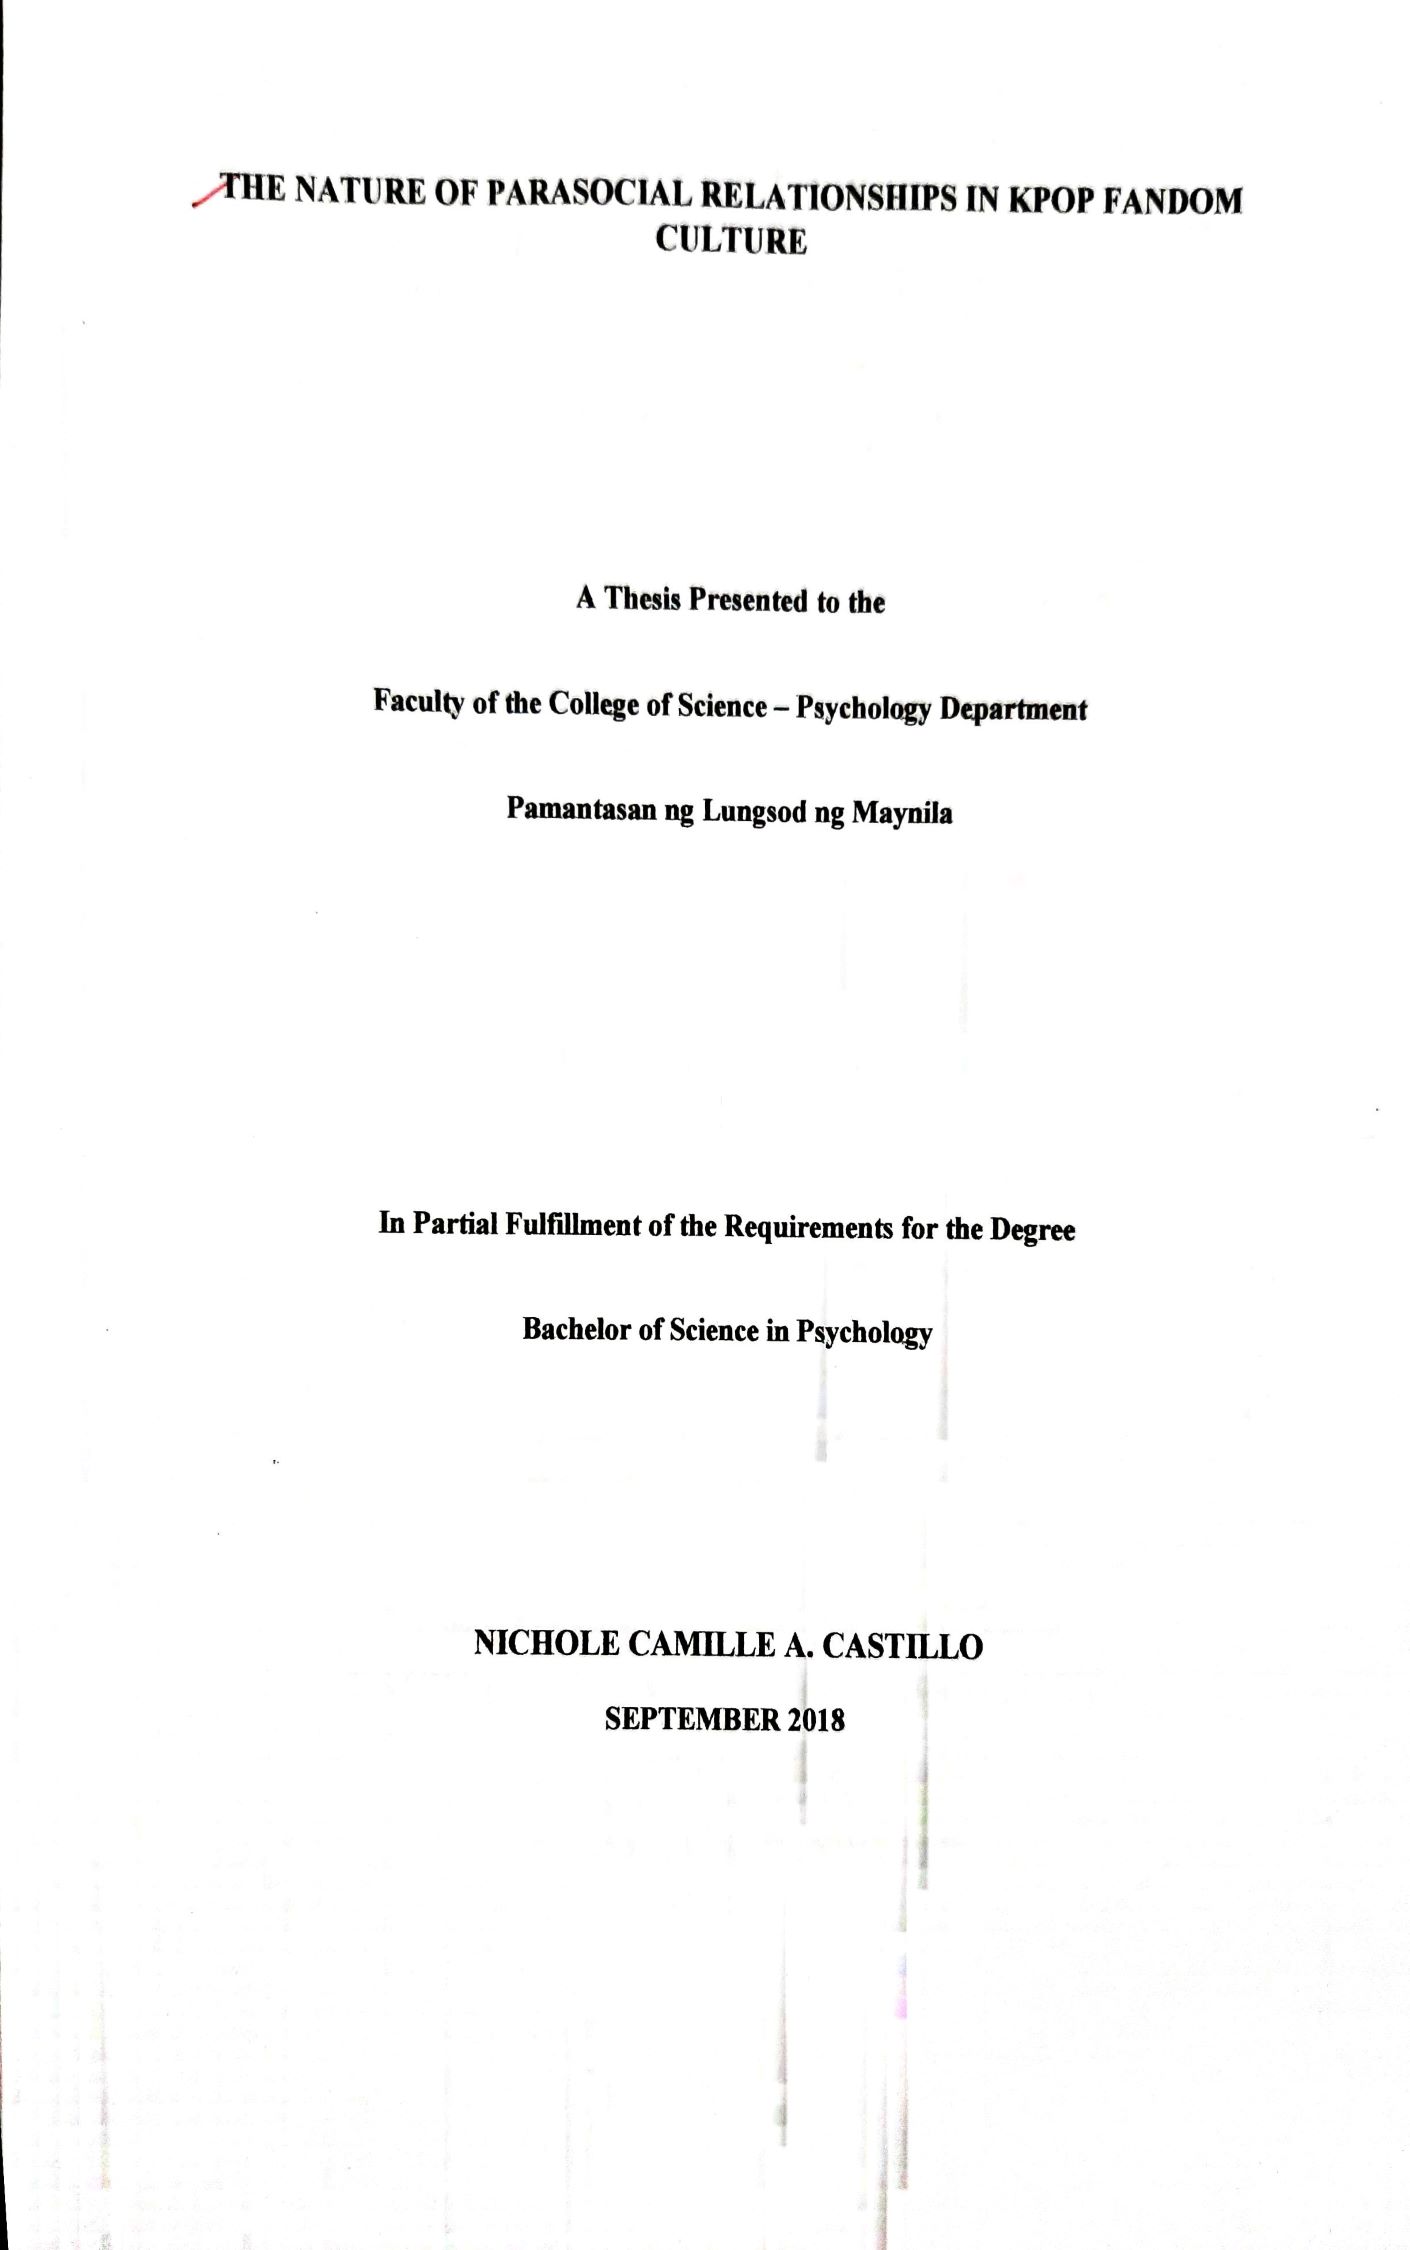 THE NATURE OF PARASOCIAL RELATIONSHIPS IN KPOP FANDOM
CULTURE
A Thesis Presented to the
Faculty of the College of Science – Psychology Department
Pamantasan ng Lungsod ng Maynila
In Partial Fulfillment of the Requirements for the Degree
Bachelor of Science in Psychology
NICHOLE CAMILLE A. CASTILLO
SEPTEMBER 2018